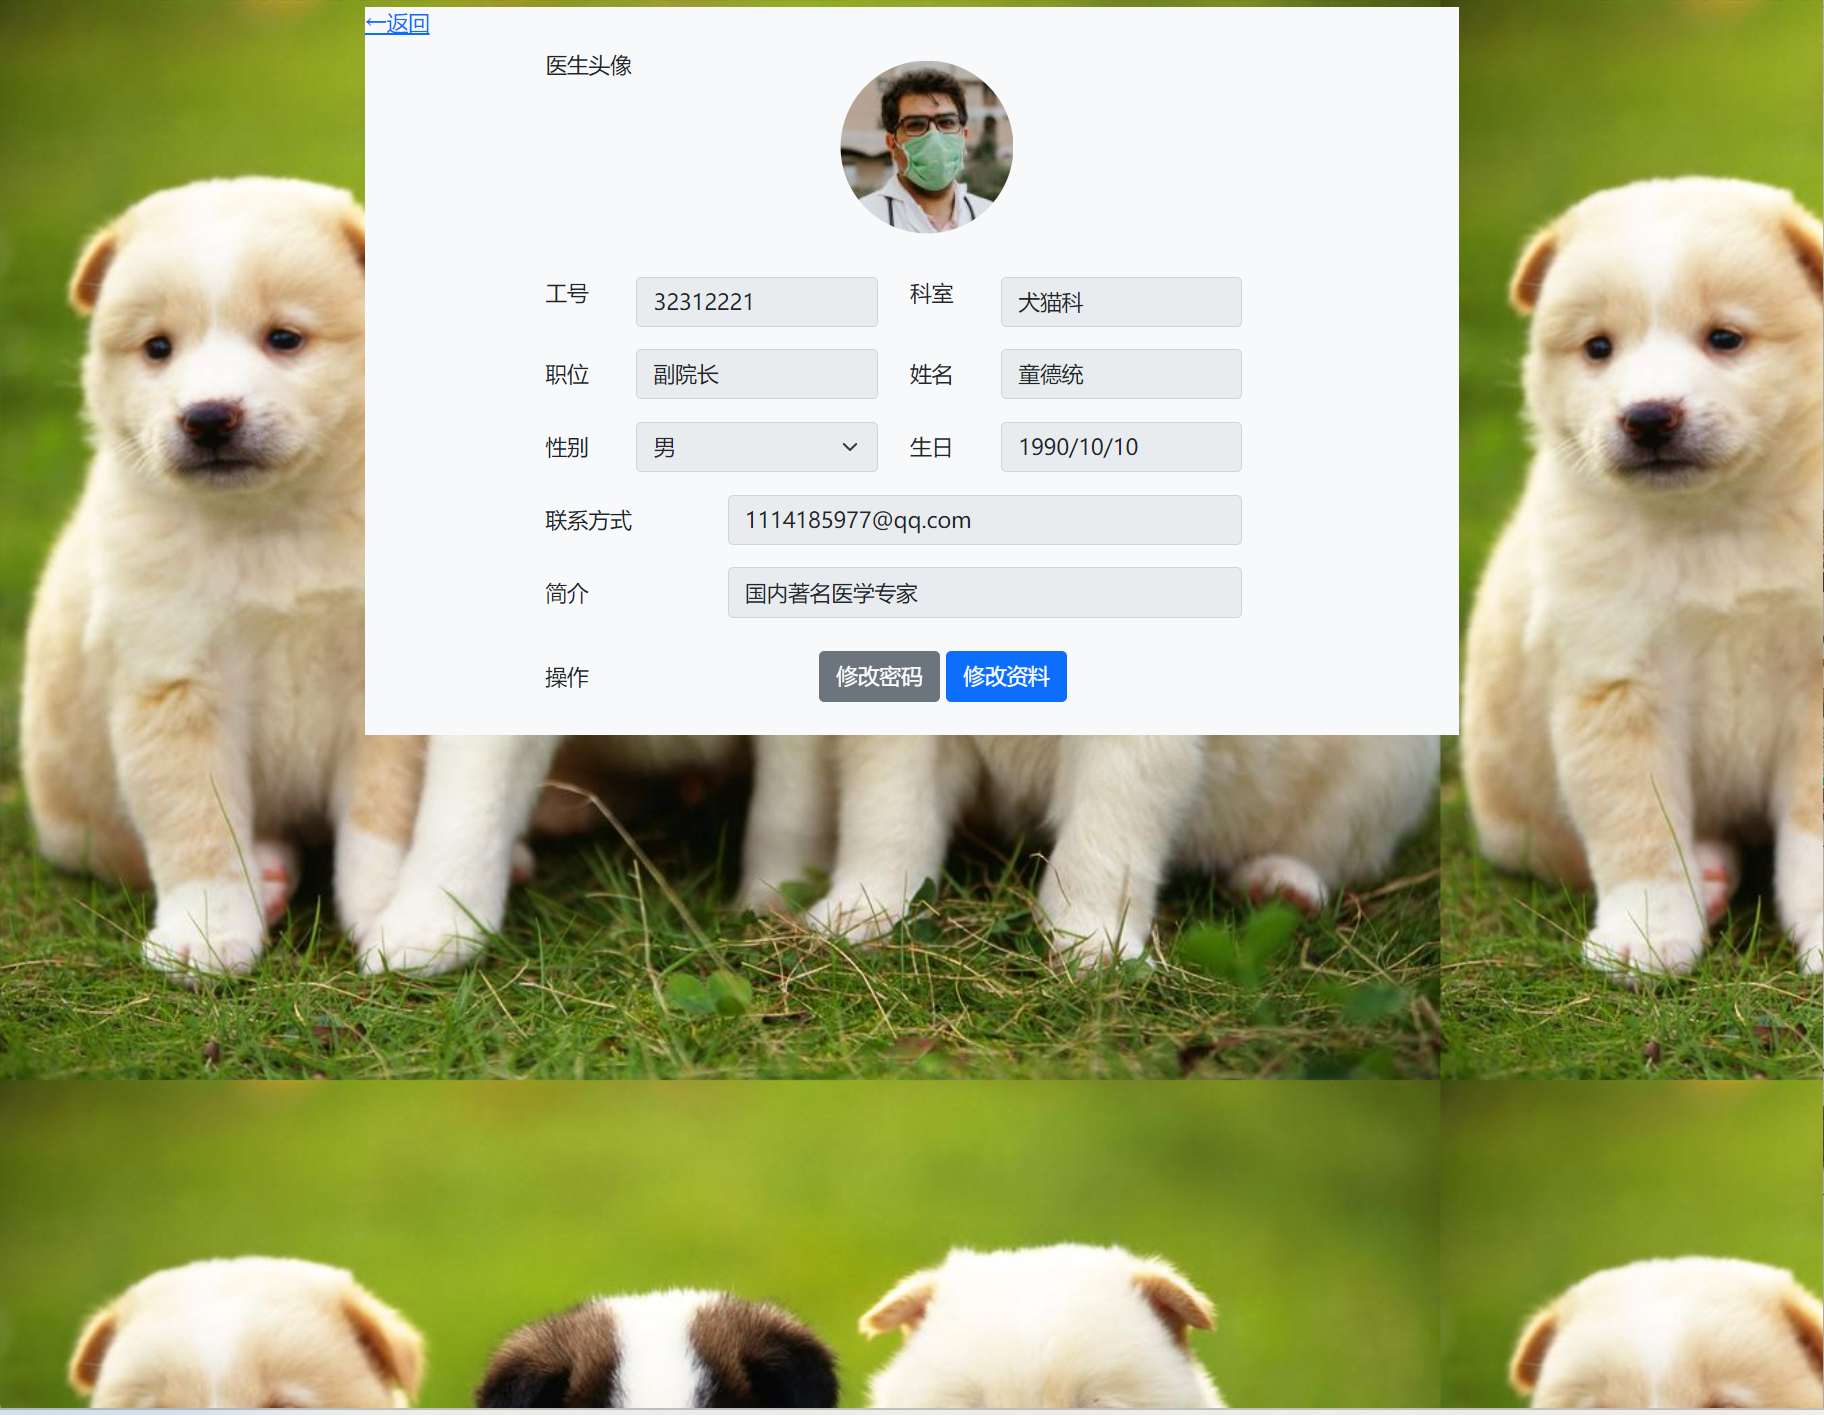 ←返回
医生头像
工号 32312221 科室 犬猫科
职位 副院长 姓名 童德统
性别 男 生日 1990/10/10
联系方式 1114185977@qq.com
简介 国内著名医学专家
操作 修改密码 修改资料